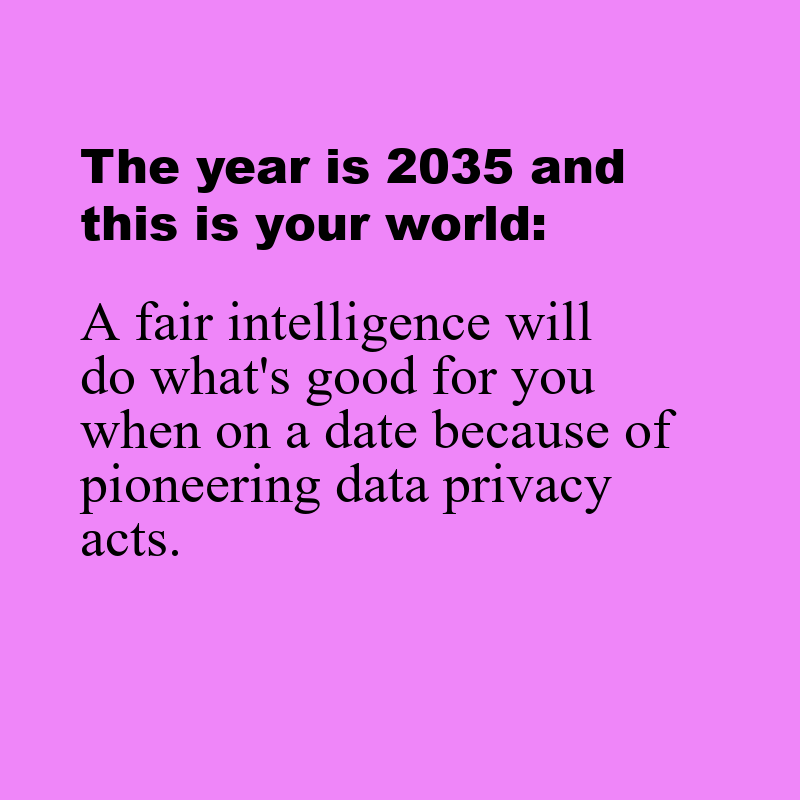 The year is 2035 and
this is your world:
A fair intelligence will
do what's good for you
when on a date because of
pioneering data privacy
acts.